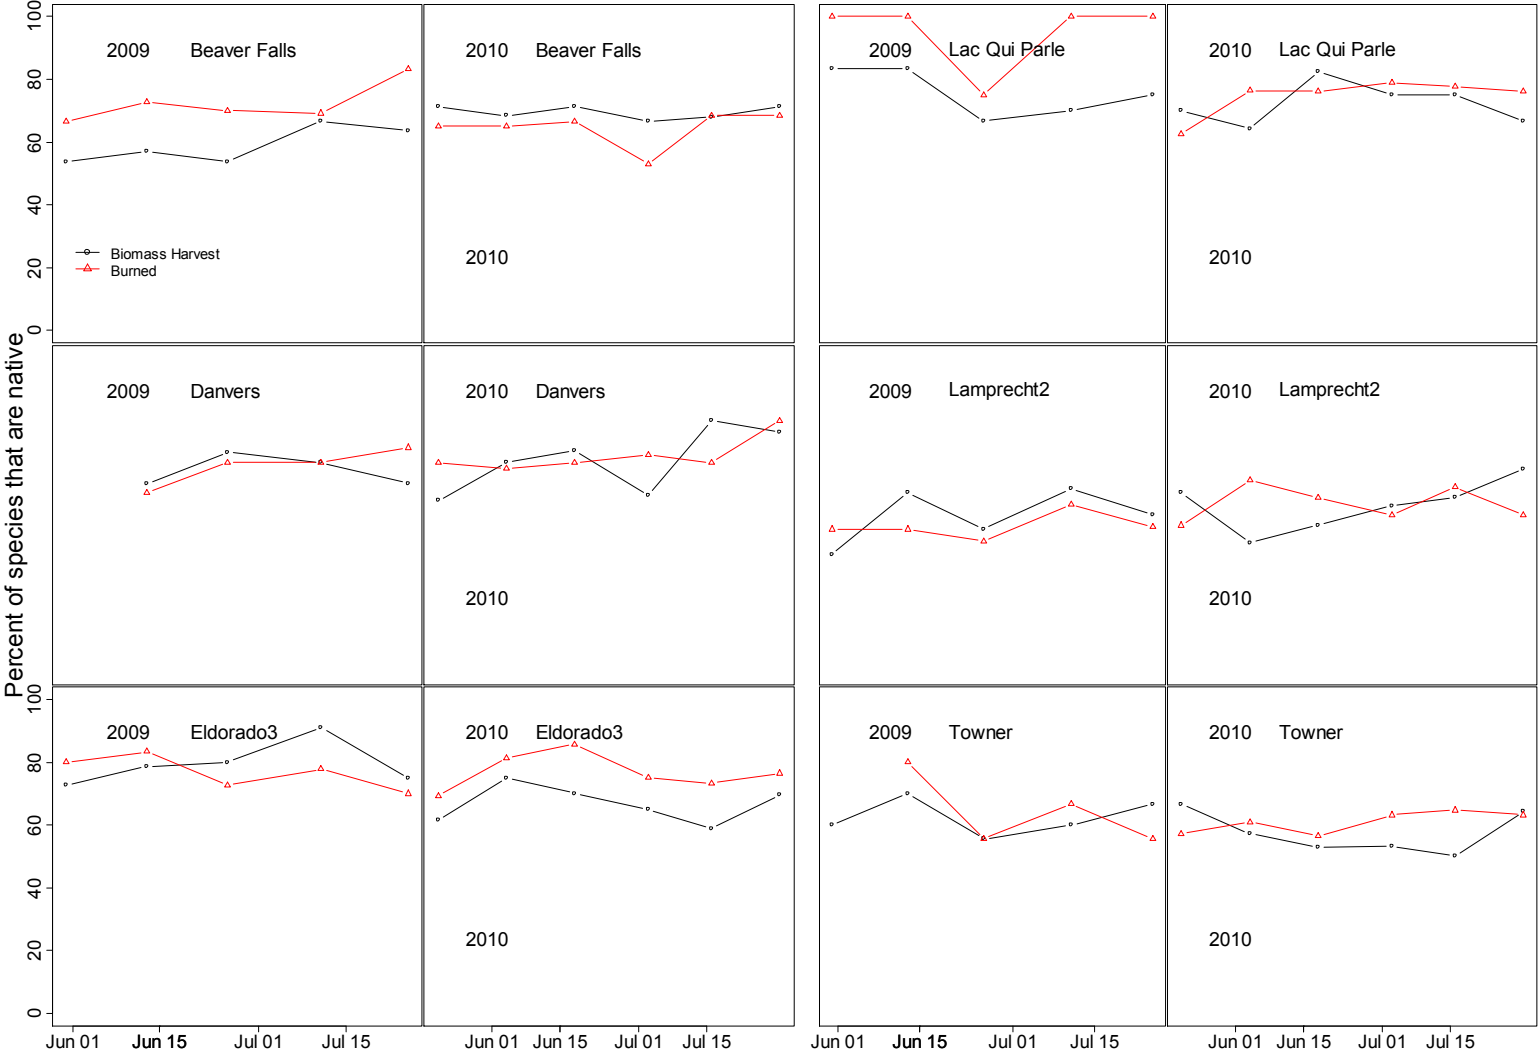 Percent of species that are native
100
80
60
40
20
0
2009 Beaver Falls
Biomass Harvest
Burned
2010 Beaver Falls
2010
2009 Lac Qui Parle
2010 Lac Qui Parle
2010
2009 Danvers
2010 Danvers
2010
2009 Lamprecht2
2010 Lamprecht2
2010
100
80
60
40
20
0
2009 Eldorado3
2010 Eldorado3
2010
2009 Towner
2010 Towner
2010
Jun 01 Jun 15 Jul 01 Jul 15
Jun 01 Jun 15 Jul 01 Jul 15
Jun 01 Jun 15 Jul 01 Jul 15
Jun 01 Jun 15 Jul 01 Jul 15